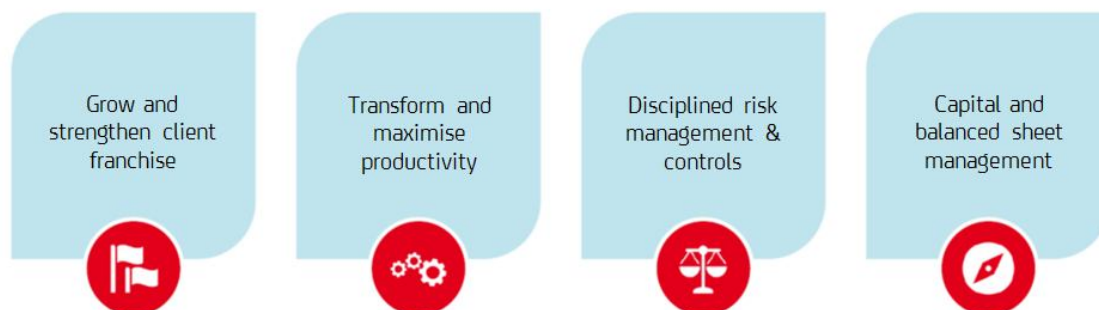 Grow and
strengthen client
franchise
Transform and
maximise
productivity
Disciplined risk
management &
controls
Capital and
balanced sheet
management